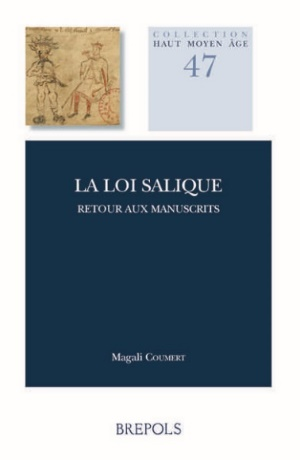 COLLECTION
HAUT MOYEN ÂGE
47
LA LOI SALIQUE
RETOUR AUX MANUSCRITS
Magali COUMERT
BREPOLS